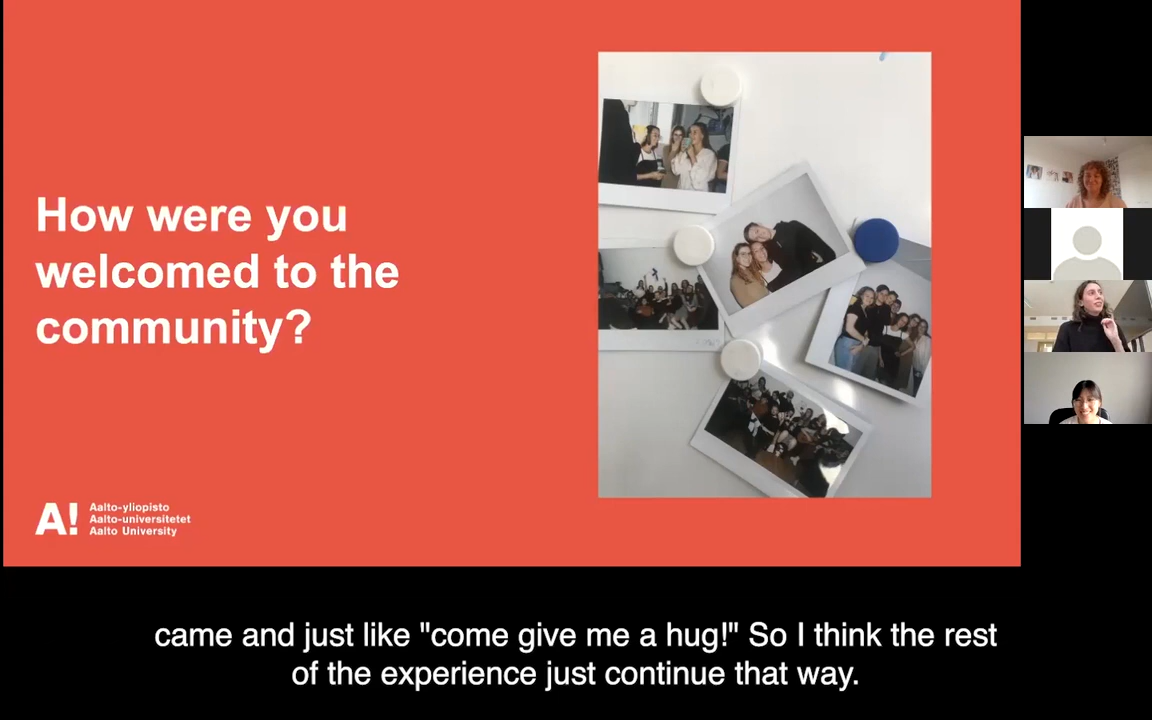 How were you
welcomed to the
community?
A!
Aalto-yliopisto
Aalto-universitetet
Aalto University
came and just like "come give me a hug!" So I think the rest
of the experience just continue that way.